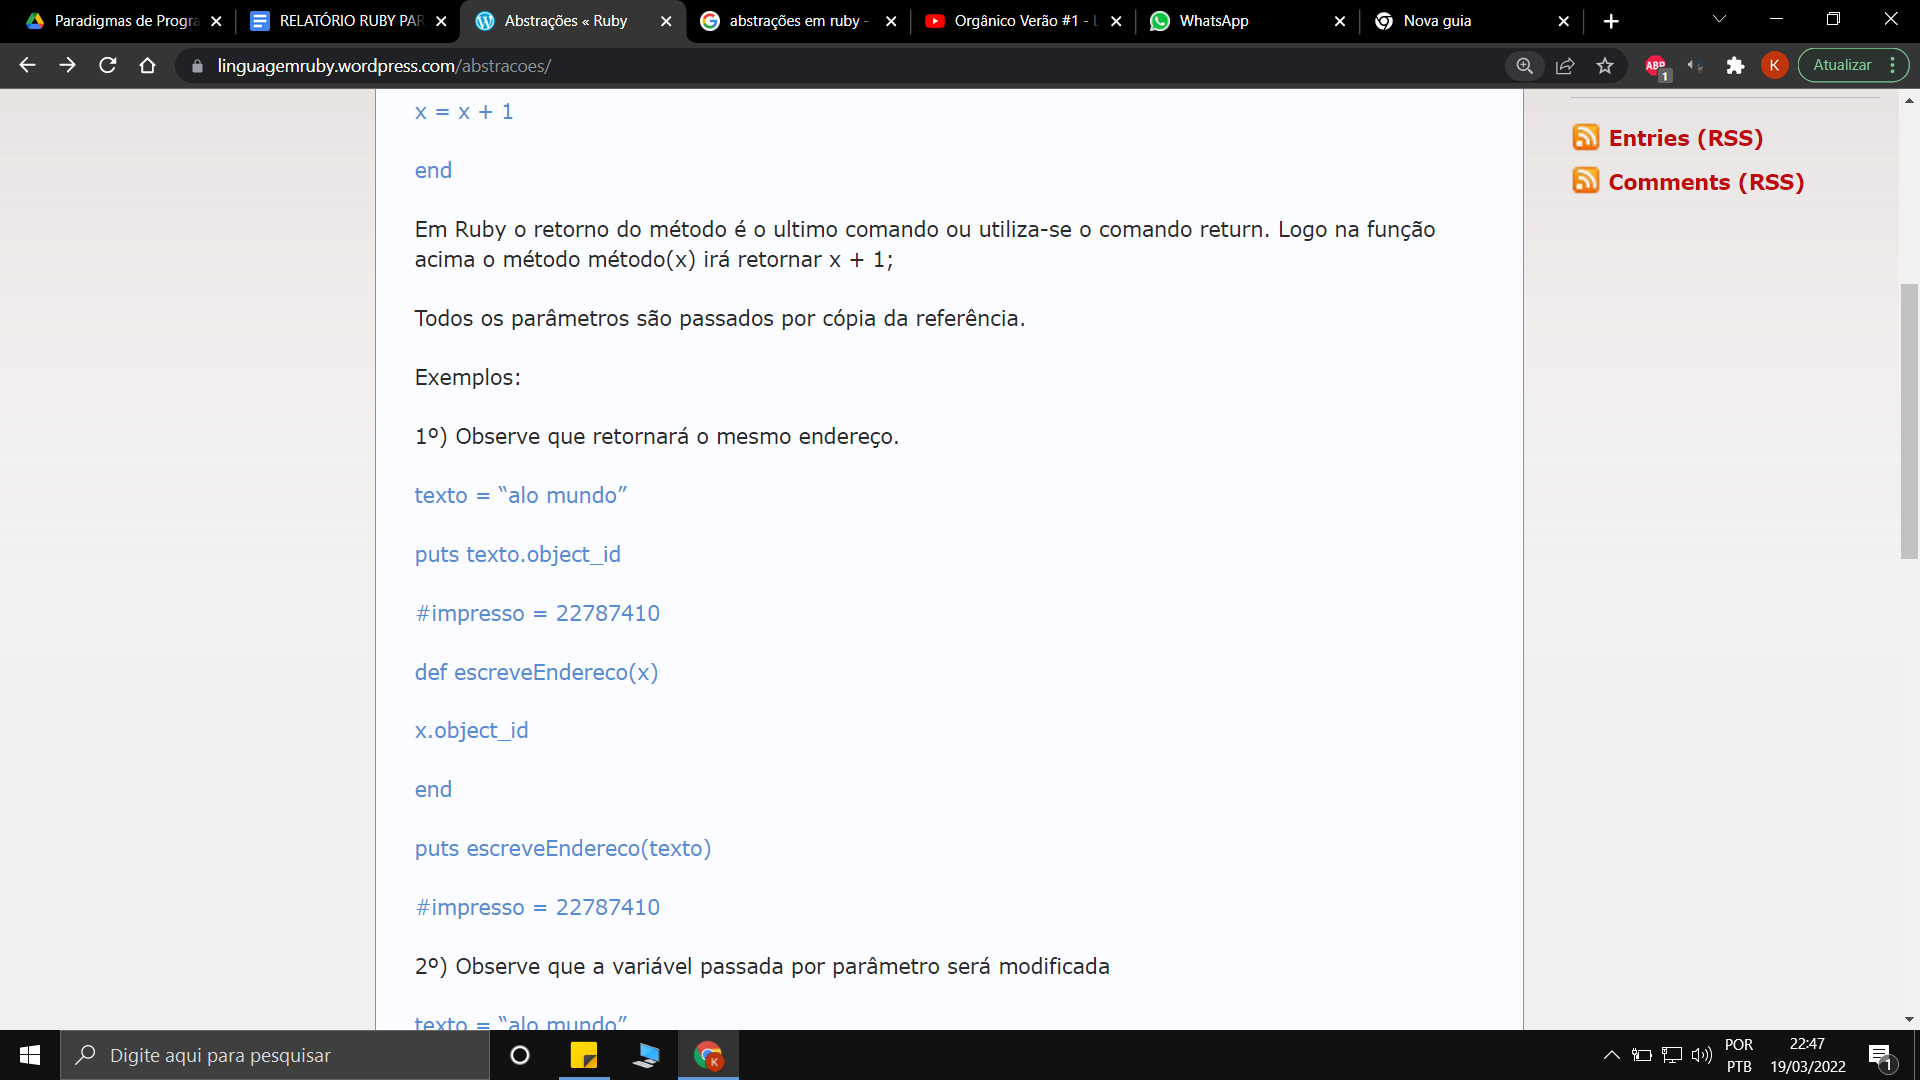 Paradigmas de Progra
RELATÓRIO RUBY PAR
Abstrações « Ruby
abstrações em ruby -
Orgânico Verão #1 - L
WhatsApp
Nova guia
linguagemruby.wordpress.com/abstracoes/
ABP
1
K
Atualizar
x = x + 1
end
Em Ruby o retorno do método é o ultimo comando ou utiliza-se o comando return. Logo na função
acima o método método(x) irá retornar x + 1;
Todos os parâmetros são passados por cópia da referência.
Exemplos:
1º) Observe que retornará o mesmo endereço.
texto = “alo mundo”
puts texto.object_id
#impresso = 22787410
def escreveEndereco(x)
x.object_id
end
puts escreveEndereco(texto)
#impresso = 22787410
2º) Observe que a variável passada por parâmetro será modificada
texto = “alo mundo”
Entries (RSS)
Comments (RSS)
Digite aqui para pesquisar
K
POR
PTB
22:47
19/03/2022
1